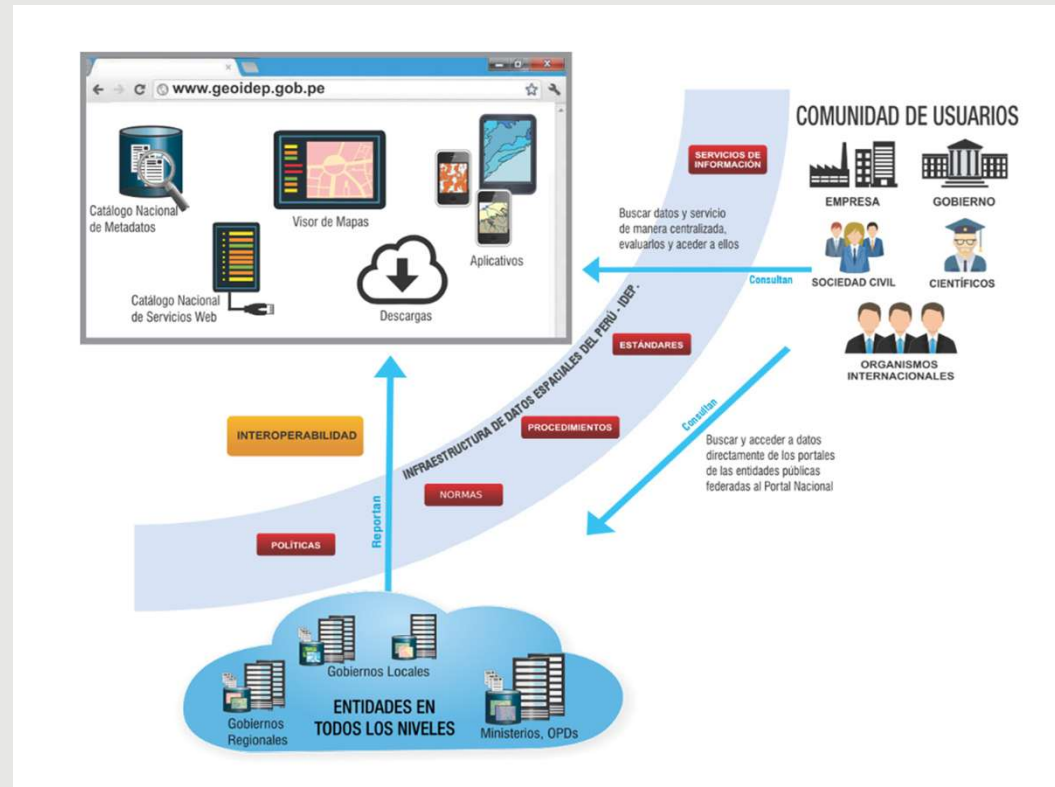 www.geoidep.gob.pe
Catálogo Nacional
de Metadatos
Visor de Mapas
Aplicativos
Catálogo Nacional
de Servicios Web
Descargas
COMUNIDAD DE USUARIOS
EMPRESA
GOBIERNO
SOCIEDAD CIVIL
CIENTÍFICOS
ORGANISMOS
INTERNACIONALES
SERVICIOS DE
INFORMACIÓN
Buscar datos y servicio
de manera centralizada,
evaluarlos y aceder a ellos
Consultan
INFRAESTRUCTURA DE DATOS ESPACIALES DEL PERÚ - IDEP.
ESTÁNDARES
PROCEDIMIENTOS
NORMAS
POLÍTICAS
INTEROPERABILIDAD
Reportan
Consultan
Buscar y acceder a datos
directamente de los portales
de las entidades públicas
federadas al Portal Nacional
Gobiernos Locales
Gobiernos
Regionales
ENTIDADES EN
TODOS LOS NIVELES
Ministerios, OPDs